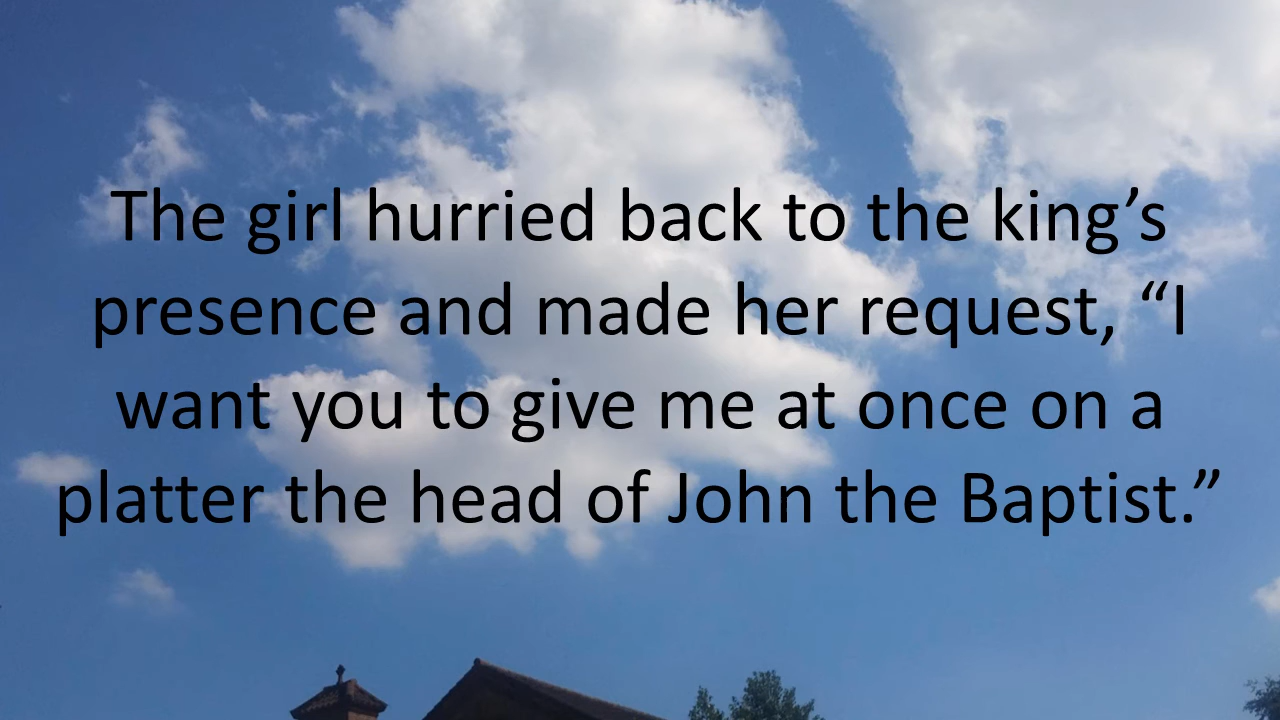 The girl hurried back to the king’s
presence and made her request, “I
want you to give me at once on a
platter the head of John the Baptist.”